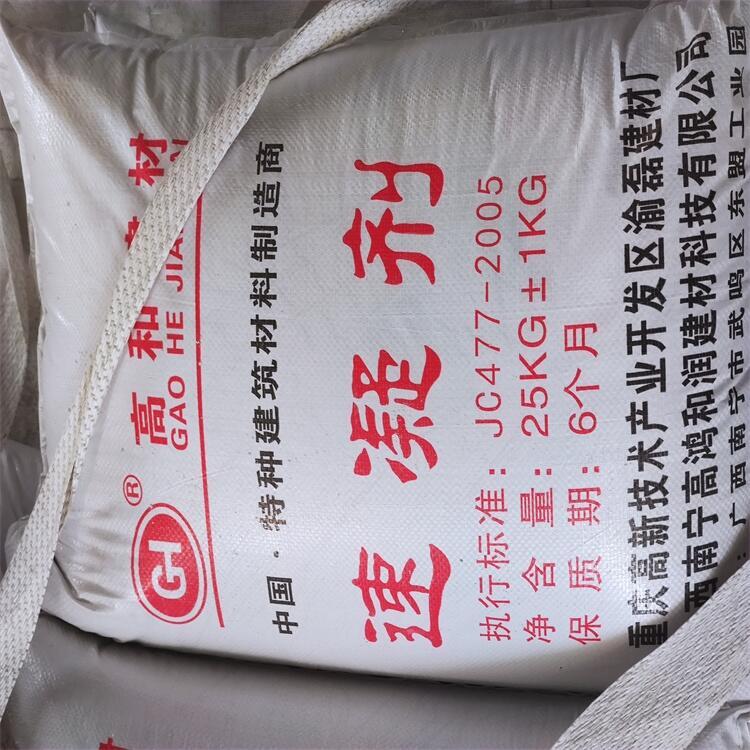 GH ® 高和建材
GAO HE JIA
中国·特种建筑材料制造商
速凝剂
执行标准：JC477-2005
净含量：25KG±1KG
保质期：6个月
重庆高新技术产业开发区渝磊建材厂
西南宁高鸿和润建材科技有限公司
：广西南宁市武鸣区东盟工业园